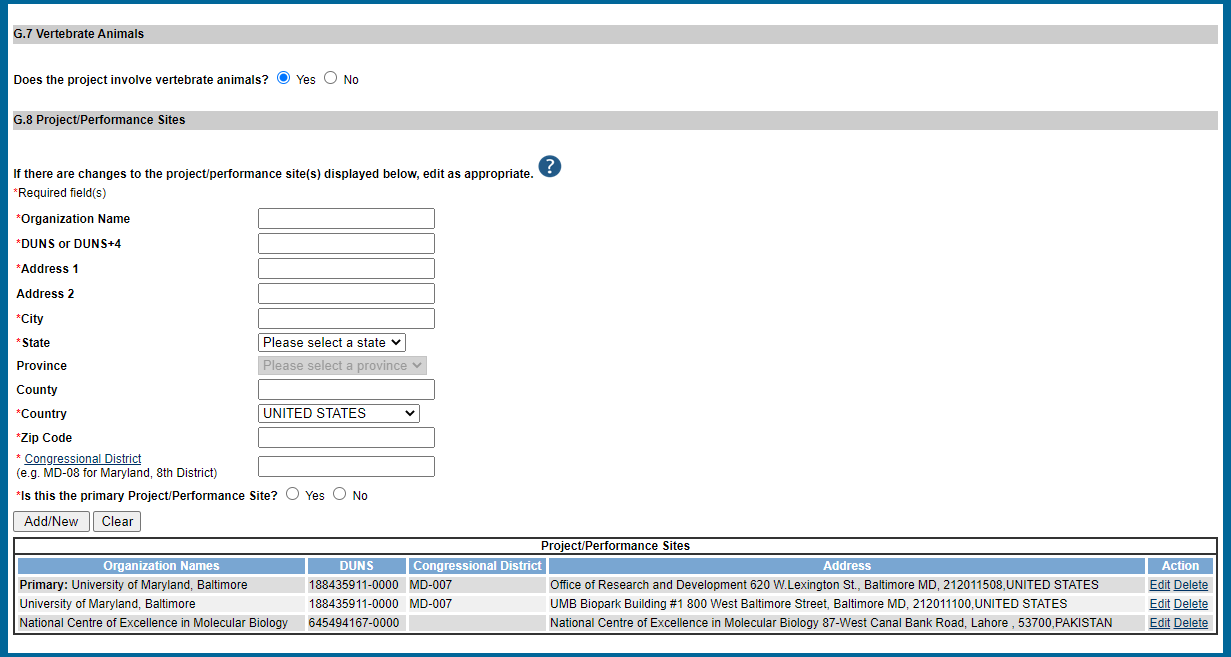 G.7 Vertebrate Animals
Does the project involve vertebrate animals? Yes No
G.8 Project/Performance Sites
If there are changes to the project/performance site(s) displayed below, edit as appropriate. ?
*Required field(s)
*Organization Name
*DUNS or DUNS+4
*Address 1
Address 2
*City
*State Please select a state
Province Please select a province
County
*Country UNITED STATES
*Zip Code
* Congressional District
(e.g. MD-08 for Maryland, 8th District)
*Is this the primary Project/Performance Site? Yes No
Add/New Clear
Project/Performance Sites
Organization Names DUNS Congressional District Address Action
Primary: University of Maryland, Baltimore 188435911-0000 MD-007 Office of Research and Development 620 W.Lexington St., Baltimore MD, 212011508,UNITED STATES Edit Delete
University of Maryland, Baltimore 188435911-0000 MD-007 UMB Biopark Building #1 800 West Baltimore Street, Baltimore MD, 212011100,UNITED STATES Edit Delete
National Centre of Excellence in Molecular Biology 645494167-0000 National Centre of Excellence in Molecular Biology 87-West Canal Bank Road, Lahore , 53700,PAKISTAN Edit Delete